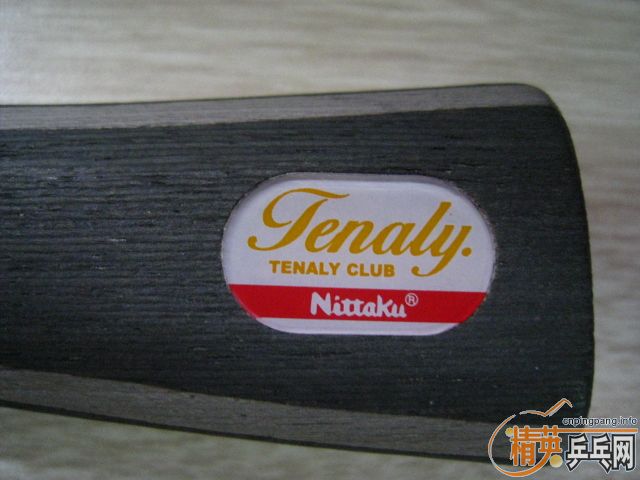 Tenaly.
TENALY CLUB
Nittaku®
cnpingpang.info
精英乒乓网